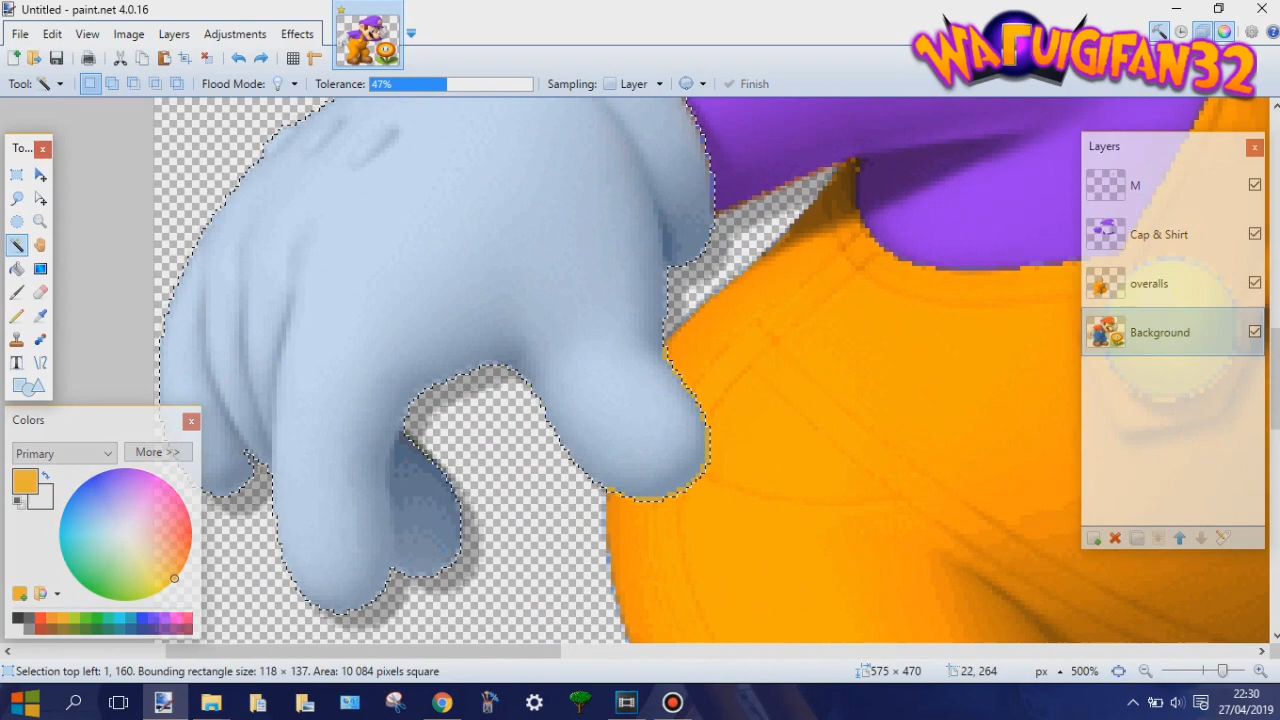 Untitled - paint.net 4.0.16
File Edit View Image Layers Adjustments Effects
WAΓUIGIFAN32
Tool: Flood Mode: Tolerance: 47% Sampling: Layer Finish
To...
Layers
M
Cap & Shirt
overalls
Background
Colors
Primary More >>
Selection top left: 1, 160. Bounding rectangle size: 118 × 137. Area: 10 084 pixels square 575 × 470 22, 264 px 500%
22:30
27/04/2019